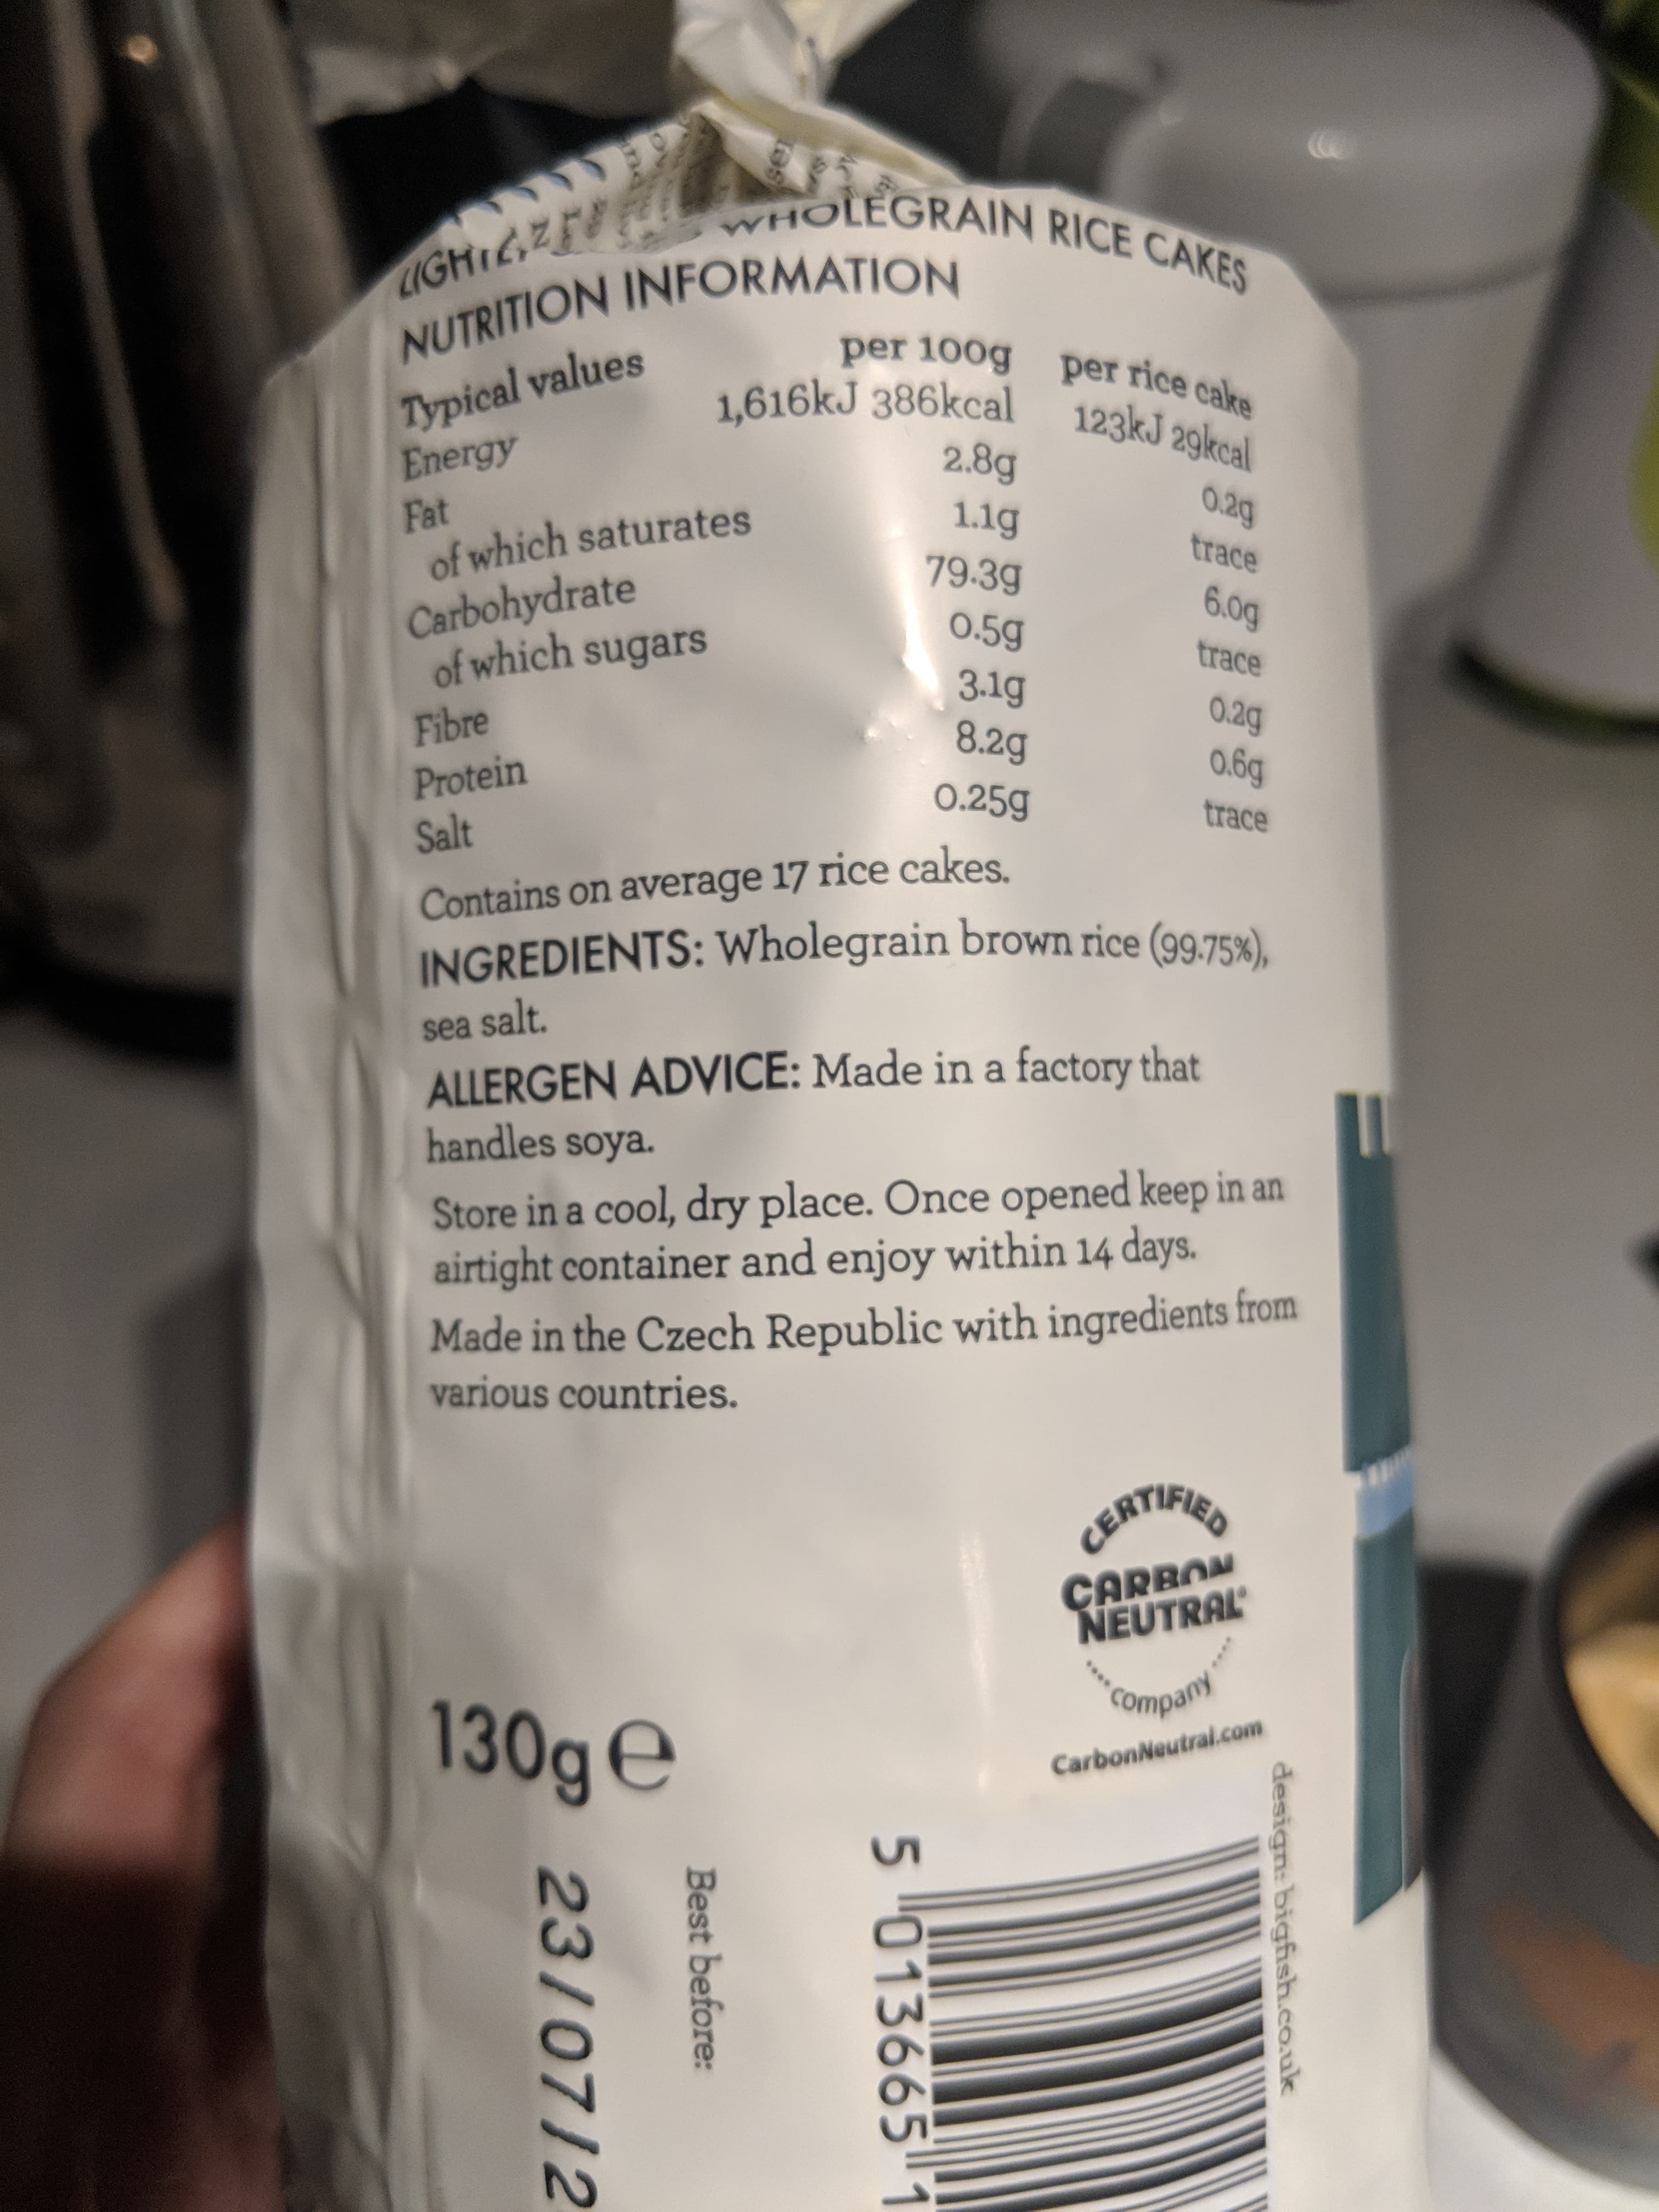 WHOLEGRAIN RICE CAKES
NUTRITION INFORMATION
Typical values per 100g per rice cake
Energy 1,616kJ 386kcal 123kJ 29kcal
Fat 2.8g 0.2g
of which saturates 1.1g trace
Carbohydrate 79.3g 6.0g
of which sugars 0.5g trace
Fibre 3.1g 0.2g
Protein 8.2g 0.6g
Salt 0.25g trace
Contains on average 17 rice cakes.
INGREDIENTS: Wholegrain brown rice (99.75%),
sea salt.
ALLERGEN ADVICE: Made in a factory that
handles soya.
Store in a cool, dry place. Once opened keep in an
airtight container and enjoy within 14 days.
Made in the Czech Republic with ingredients from
various countries.
CERTIFIED
CARBON
NEUTRAL®
company
CarbonNeutral.com
130g e
Best before:
23/07/2
5 013665 1
design: bigfish.co.uk